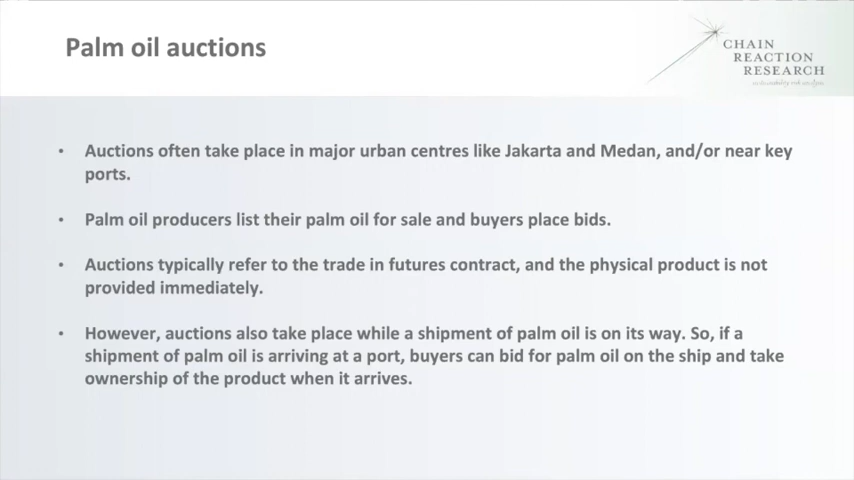 Palm oil auctions
CHAIN
REACTION
RESEARCH
sustainability risk analysis
• Auctions often take place in major urban centres like Jakarta and Medan, and/or near key
ports.
• Palm oil producers list their palm oil for sale and buyers place bids.
• Auctions typically refer to the trade in futures contract, and the physical product is not
provided immediately.
• However, auctions also take place while a shipment of palm oil is on its way. So, if a
shipment of palm oil is arriving at a port, buyers can bid for palm oil on the ship and take
ownership of the product when it arrives.